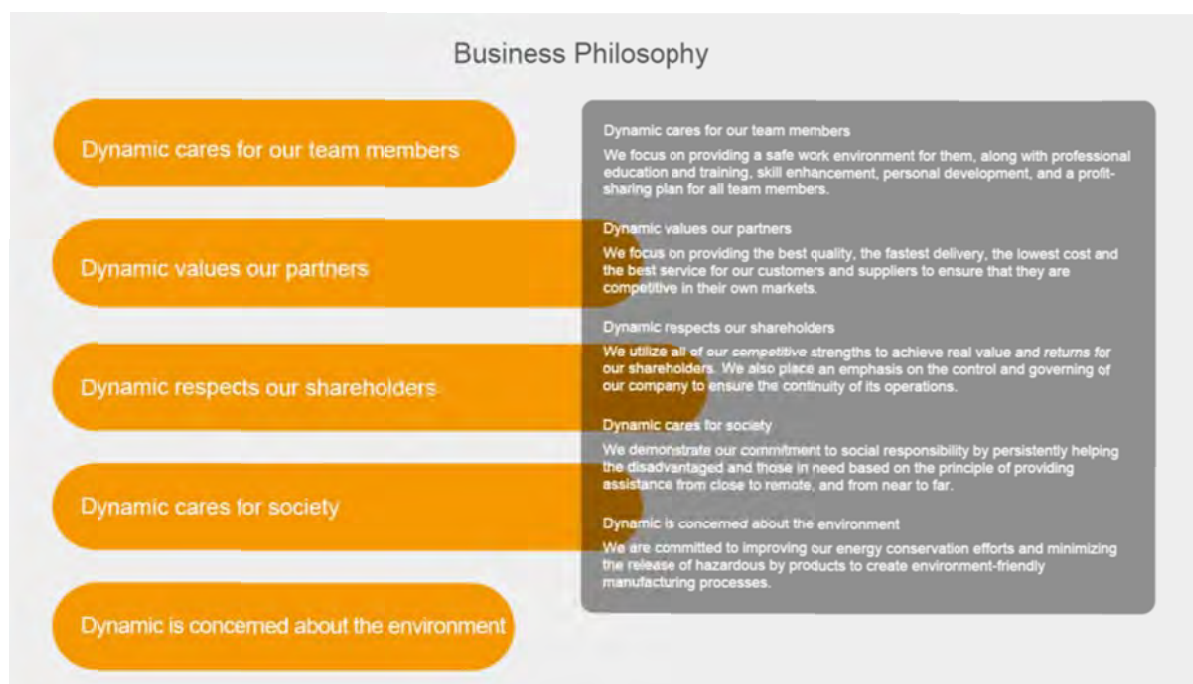 Business Philosophy
Dynamic cares for our team members
Dynamic values our partners
Dynamic respects our shareholders
Dynamic cares for society
Dynamic is concerned about the environment
Dynamic cares for our team members
We focus on providing a safe work environment for them, along with professional
education and training, skill enhancement, personal development, and a profit-
sharing plan for all team members.
Dynamic values our partners
We focus on providing the best quality, the fastest delivery, the lowest cost and
the best service for our customers and suppliers to ensure that they are
competitive in their own markets.
Dynamic respects our shareholders
We utilize all of our competitive strengths to achieve real value and returns for
our shareholders. We also place an emphasis on the control and governing of
our company to ensure the continuity of its operations.
Dynamic cares for society
We demonstrate our commitment to social responsibility by persistently helping
the disadvantaged and those in need based on the principle of providing
assistance from close to remote, and from near to far.
Dynamic is concerned about the environment
We are committed to improving our energy conservation efforts and minimizing
the release of hazardous by products to create environment-friendly
manufacturing processes.